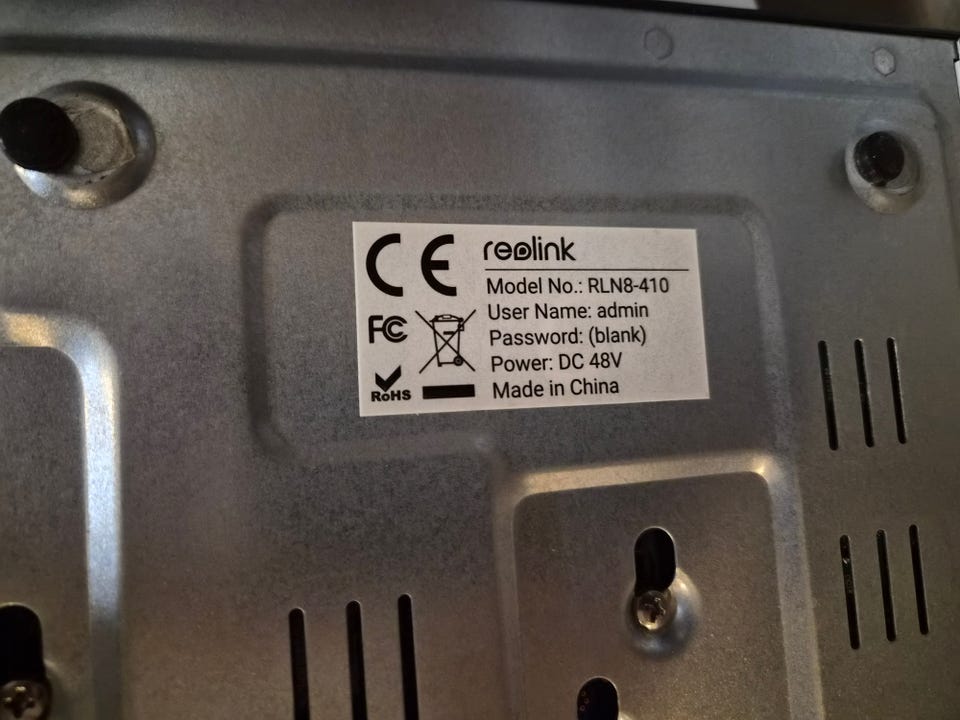 CE
reolink
Model No.: RLN8-410
User Name: admin
Password: (blank)
Power: DC 48V
Made in China
FC
RoHS